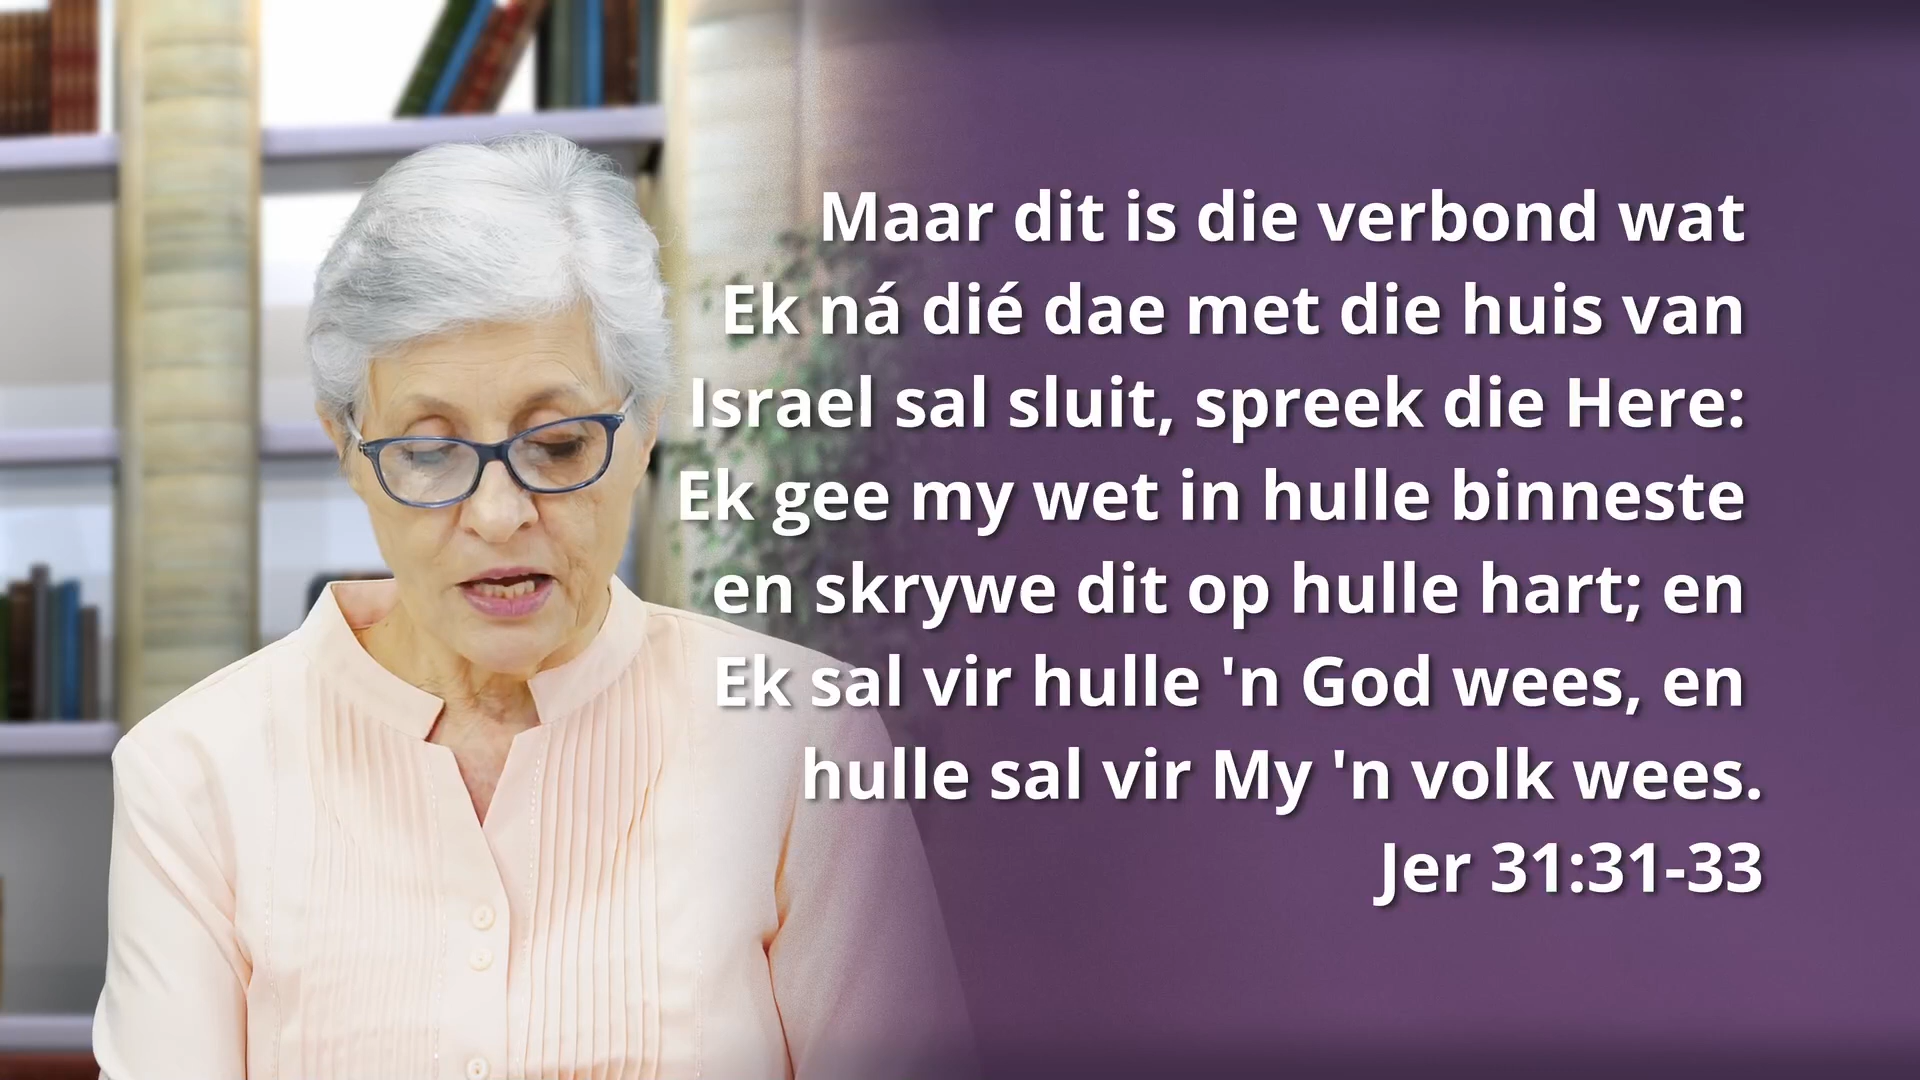 Maar dit is die verbond wat
Ek ná dié dae met die huis van
Israel sal sluit, spreek die Here:
Ek gee my wet in hulle binneste
en skrywe dit op hulle hart; en
Ek sal vir hulle 'n God wees, en
hulle sal vir My 'n volk wees.
Jer 31:31-33